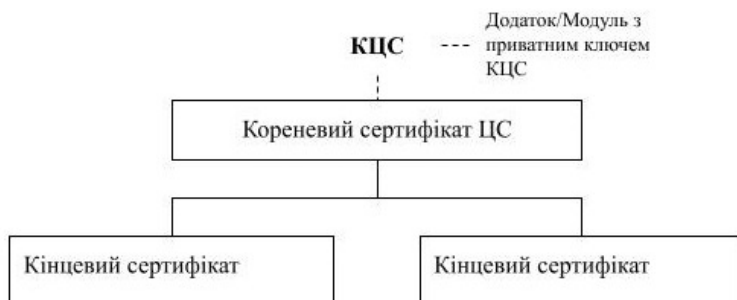 КЦС
Додаток/Модуль з
приватним ключем
КЦС
Кореневий сертифікат ЦС
Кінцевий сертифікат
Кінцевий сертифікат